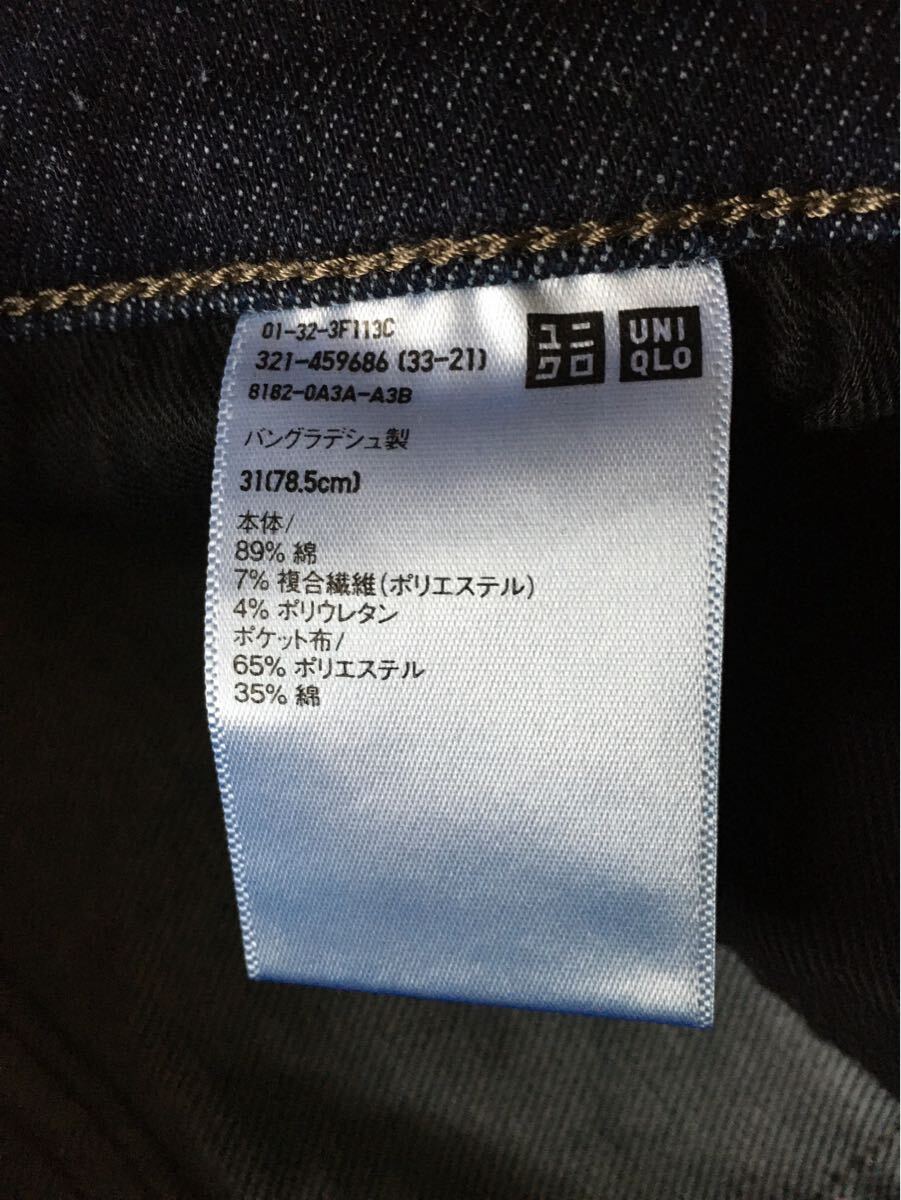 01-32-3F113C
321-459686 (33-21)
8182-0A3A-A3B
ユニ
クロ
UNI
QLO
バングラデシュ製
31(78.5cm)
本体/
89% 綿
7% 複合繊維(ポリエステル)
4% ポリウレタン
ポケット布/
65% ポリエステル
35% 綿